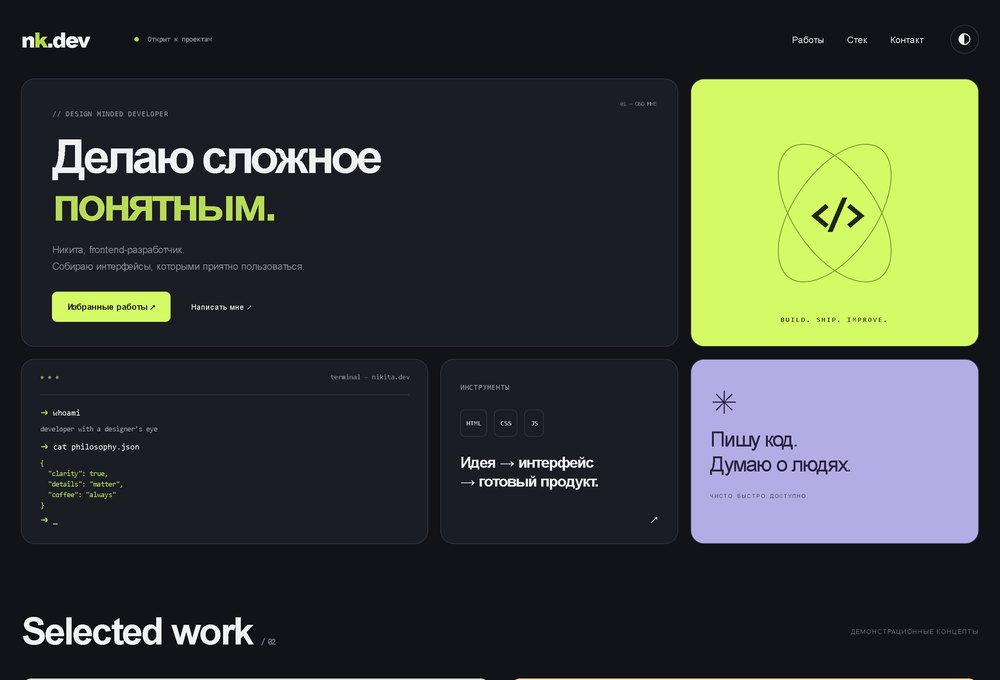 nk.dev
Открыт к проектам
Работы
Стек
Контакт
// DESIGN MINDED DEVELOPER
01 — ОБО МНЕ
Делаю сложное
понятным.
Никита, frontend-разработчик.
Собираю интерфейсы, которыми приятно пользоваться.
Избранные работы ↗
Написать мне ↗
</>
BUILD. SHIP. IMPROVE.
terminal — nikita.dev
→ whoami
developer with a designer's eye
→ cat philosophy.json
{
"clarity": true,
"details": "matter",
"coffee": "always"
}
→ _
ИНСТРУМЕНТЫ
HTML
CSS
JS
Идея → интерфейс
→ готовый продукт.
↗
Пишу код.
Думаю о людях.
ЧИСТО. БЫСТРО. ДОСТУПНО.
Selected work / 02
ДЕМОНСТРАЦИОННЫЕ КОНЦЕПТЫ